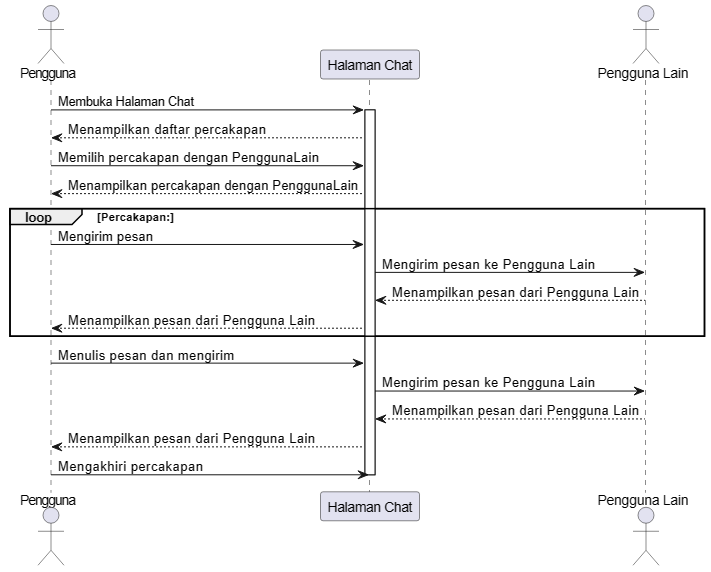 Pengguna
Halaman Chat
Pengguna Lain
Membuka Halaman Chat
Menampilkan daftar percakapan
Memilih percakapan dengan PenggunaLain
Menampilkan percakapan dengan PenggunaLain
loop [Percakapan:]
Mengirim pesan
Mengirim pesan ke Pengguna Lain
Menampilkan pesan dari Pengguna Lain
Menampilkan pesan dari Pengguna Lain
Menulis pesan dan mengirim
Mengirim pesan ke Pengguna Lain
Menampilkan pesan dari Pengguna Lain
Menampilkan pesan dari Pengguna Lain
Mengakhiri percakapan
Pengguna
Halaman Chat
Pengguna Lain